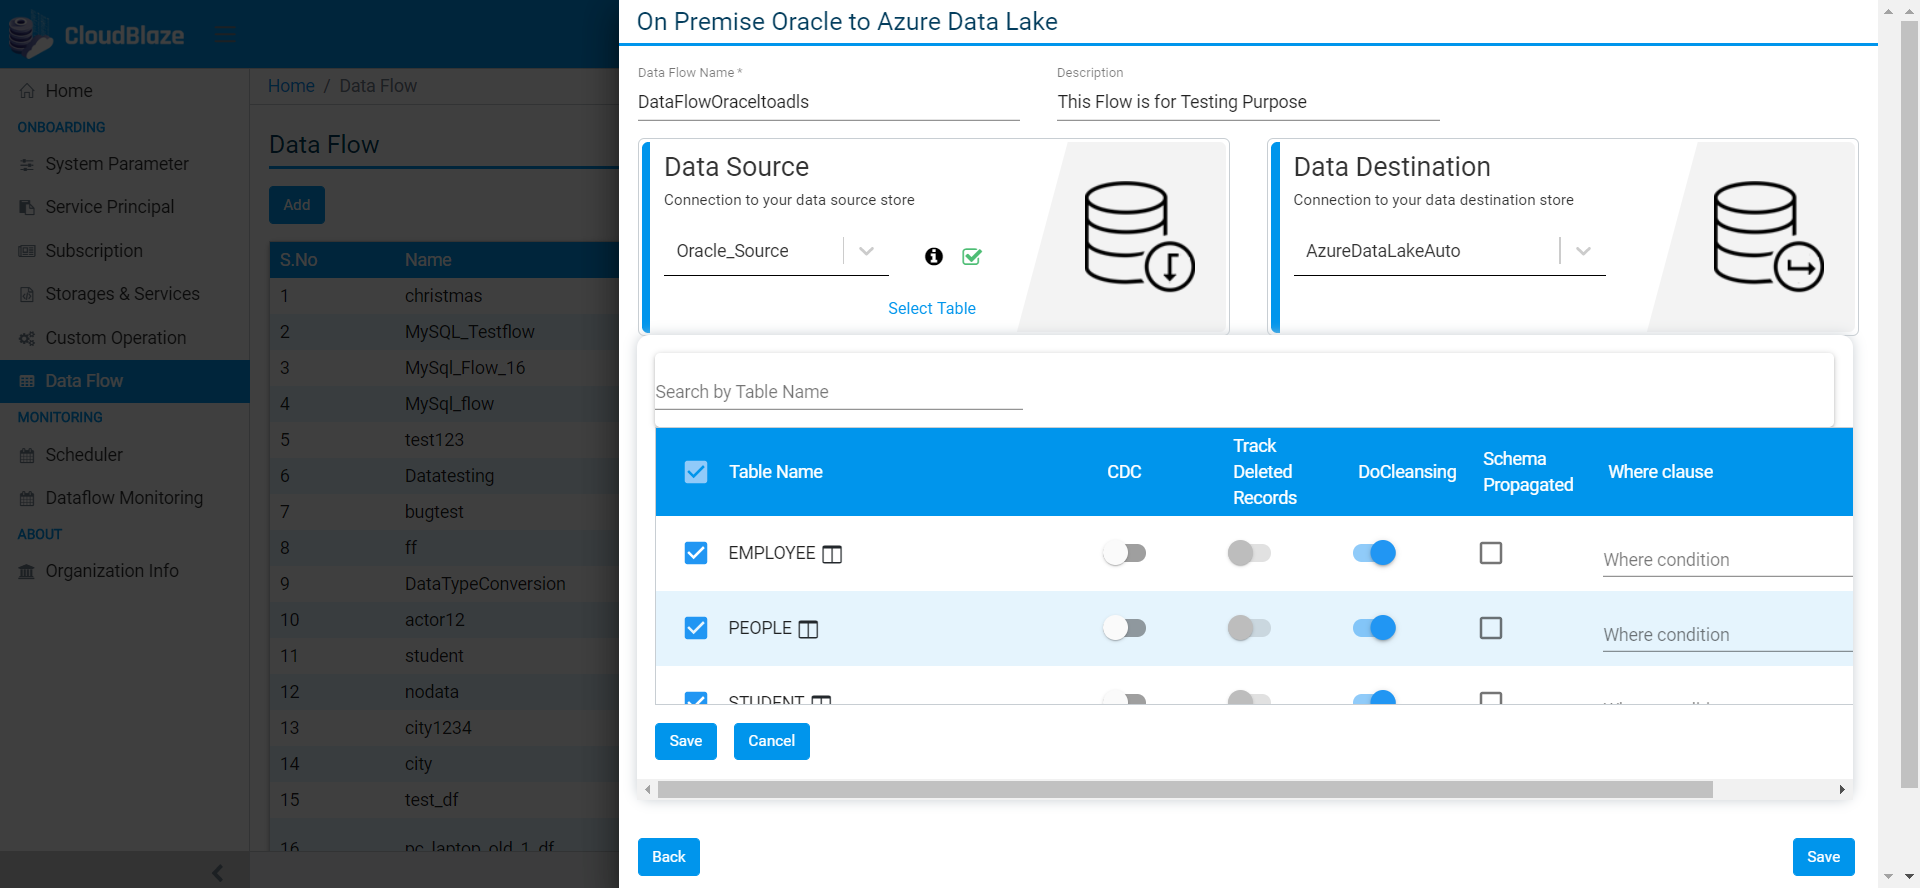 CloudBlaze
Home
ONBOARDING
System Parameter
Service Principal
Subscription
Storages & Services
Custom Operation
Data Flow
MONITORING
Scheduler
Dataflow Monitoring
ABOUT
Organization Info
Home / Data Flow
Data Flow
Add
S.No Name
1 christmas
2 MySQL_Testflow
3 MySql_Flow_16
4 MySql_flow
5 test123
6 Datatesting
7 bugtest
8 ff
9 DataTypeConversion
10 actor12
11 student
12 nodata
13 city1234
14 city
15 test_df
16 pc_laptop_old_1_df
On Premise Oracle to Azure Data Lake
Data Flow Name *
DataFlowOraceltoadls
Description
This Flow is for Testing Purpose
Data Source
Connection to your data source store
Oracle_Source
Select Table
Data Destination
Connection to your data destination store
AzureDataLakeAuto
Search by Table Name
Table Name CDC Track Deleted Records DoCleansing Schema Propagated Where clause
EMPLOYEE Where condition
PEOPLE Where condition
STUDENT
Save Cancel
Back Save